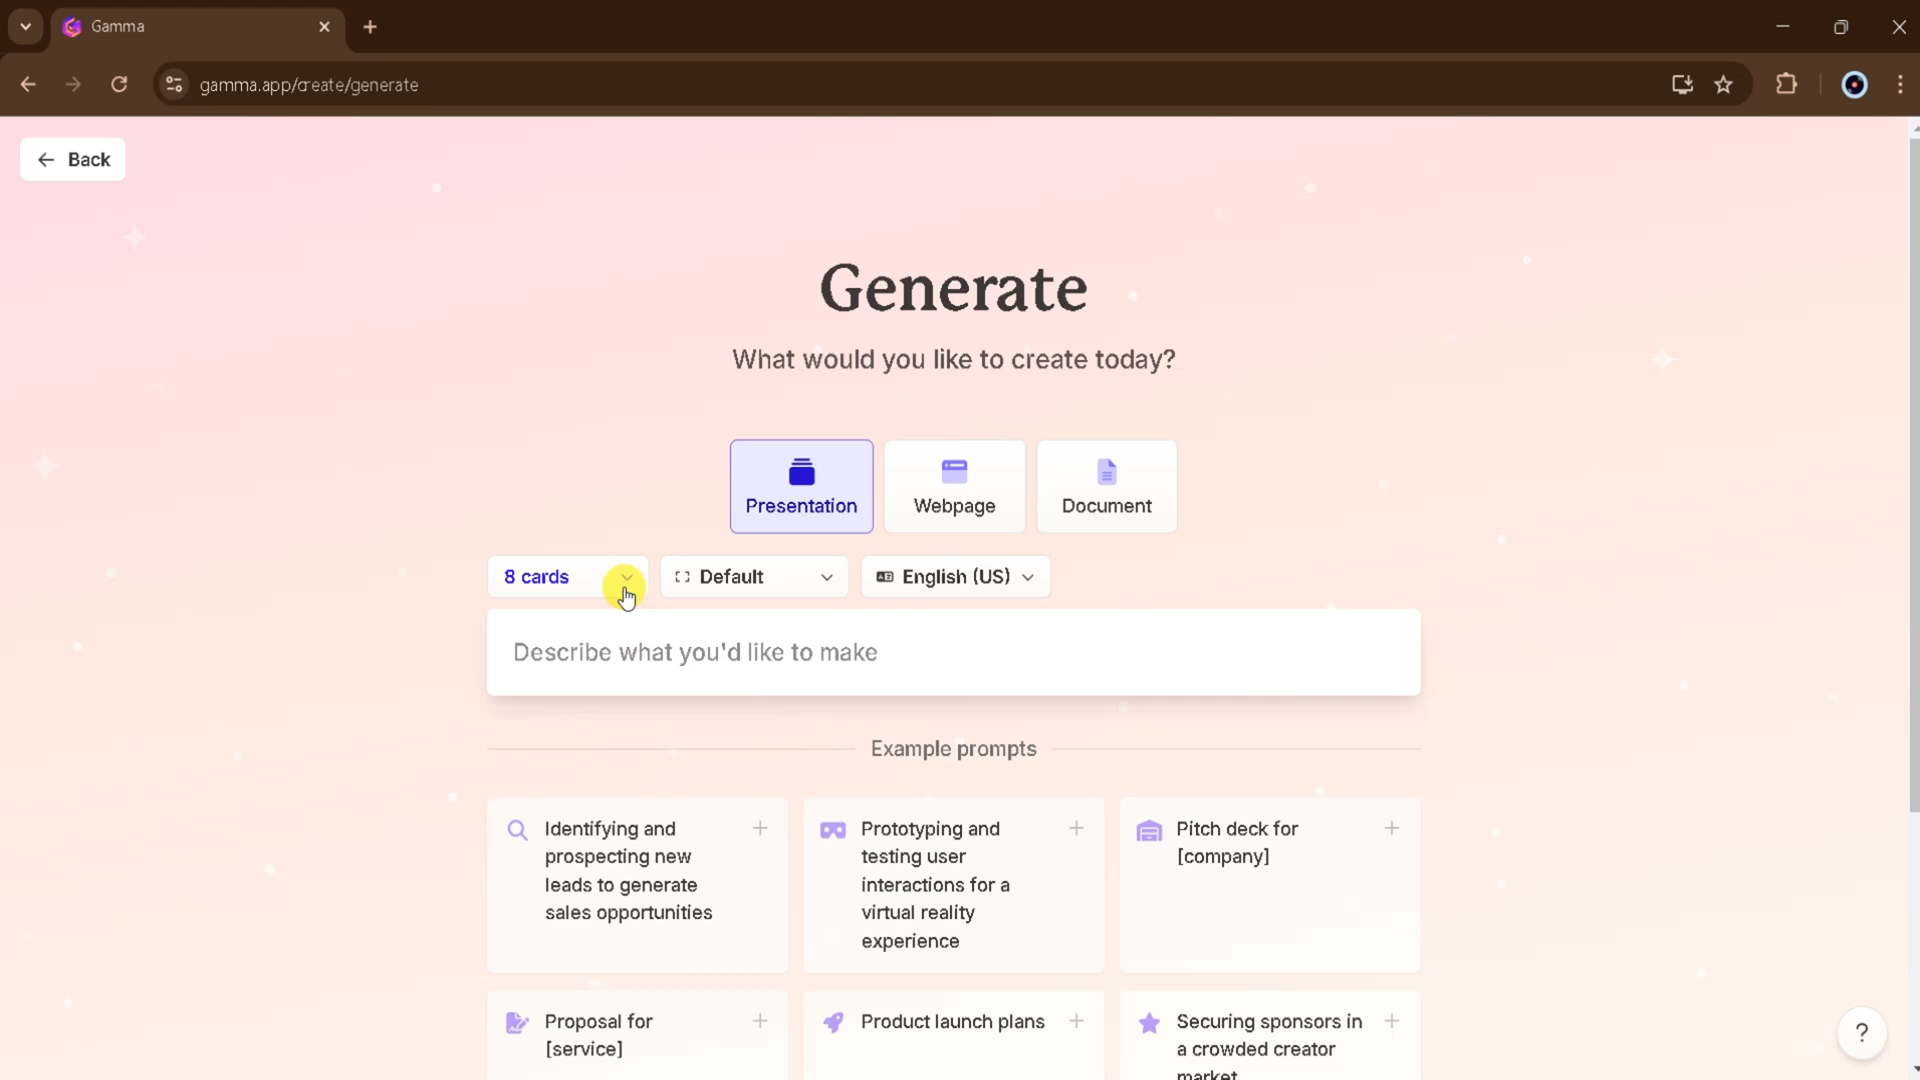 Gamma
gamma.app/create/generate
Back
Generate
What would you like to create today?
Presentation
Webpage
Document
8 cards
Default
English (US)
Describe what you'd like to make
Example prompts
Identifying and
prospecting new
leads to generate
sales opportunities
Prototyping and
testing user
interactions for a
virtual reality
experience
Pitch deck for
[company]
Proposal for
[service]
Product launch plans
Securing sponsors in
a crowded creator
market
?